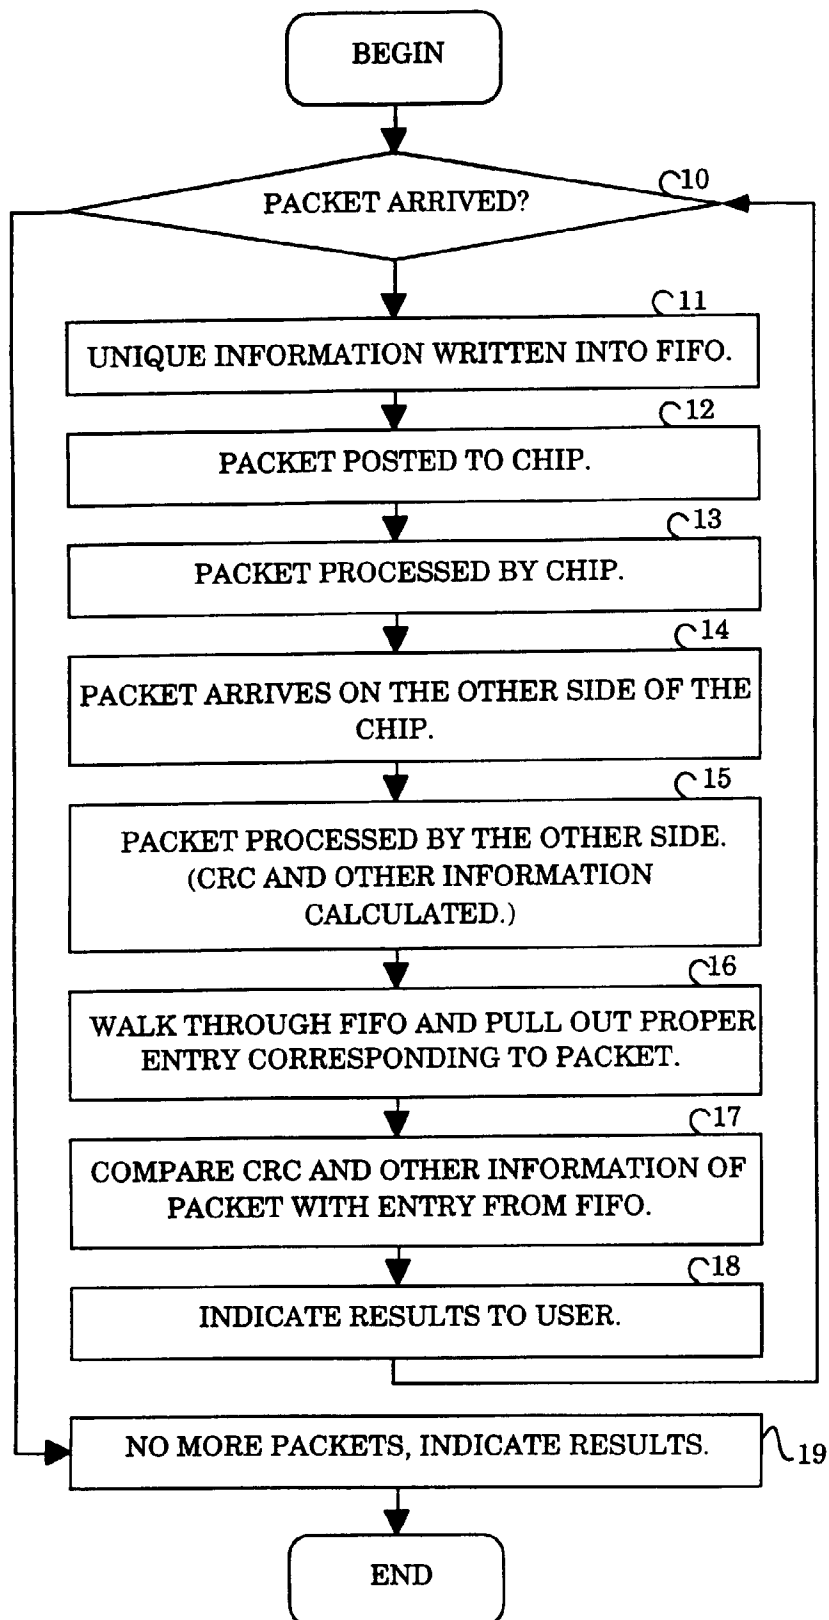 BEGIN
PACKET ARRIVED?
10
11
UNIQUE INFORMATION WRITTEN INTO FIFO.
12
PACKET POSTED TO CHIP.
13
PACKET PROCESSED BY CHIP.
14
PACKET ARRIVES ON THE OTHER SIDE OF THE
CHIP.
15
PACKET PROCESSED BY THE OTHER SIDE.
(CRC AND OTHER INFORMATION
CALCULATED.)
16
WALK THROUGH FIFO AND PULL OUT PROPER
ENTRY CORRESPONDING TO PACKET.
17
COMPARE CRC AND OTHER INFORMATION OF
PACKET WITH ENTRY FROM FIFO.
18
INDICATE RESULTS TO USER.
NO MORE PACKETS, INDICATE RESULTS.
19
END